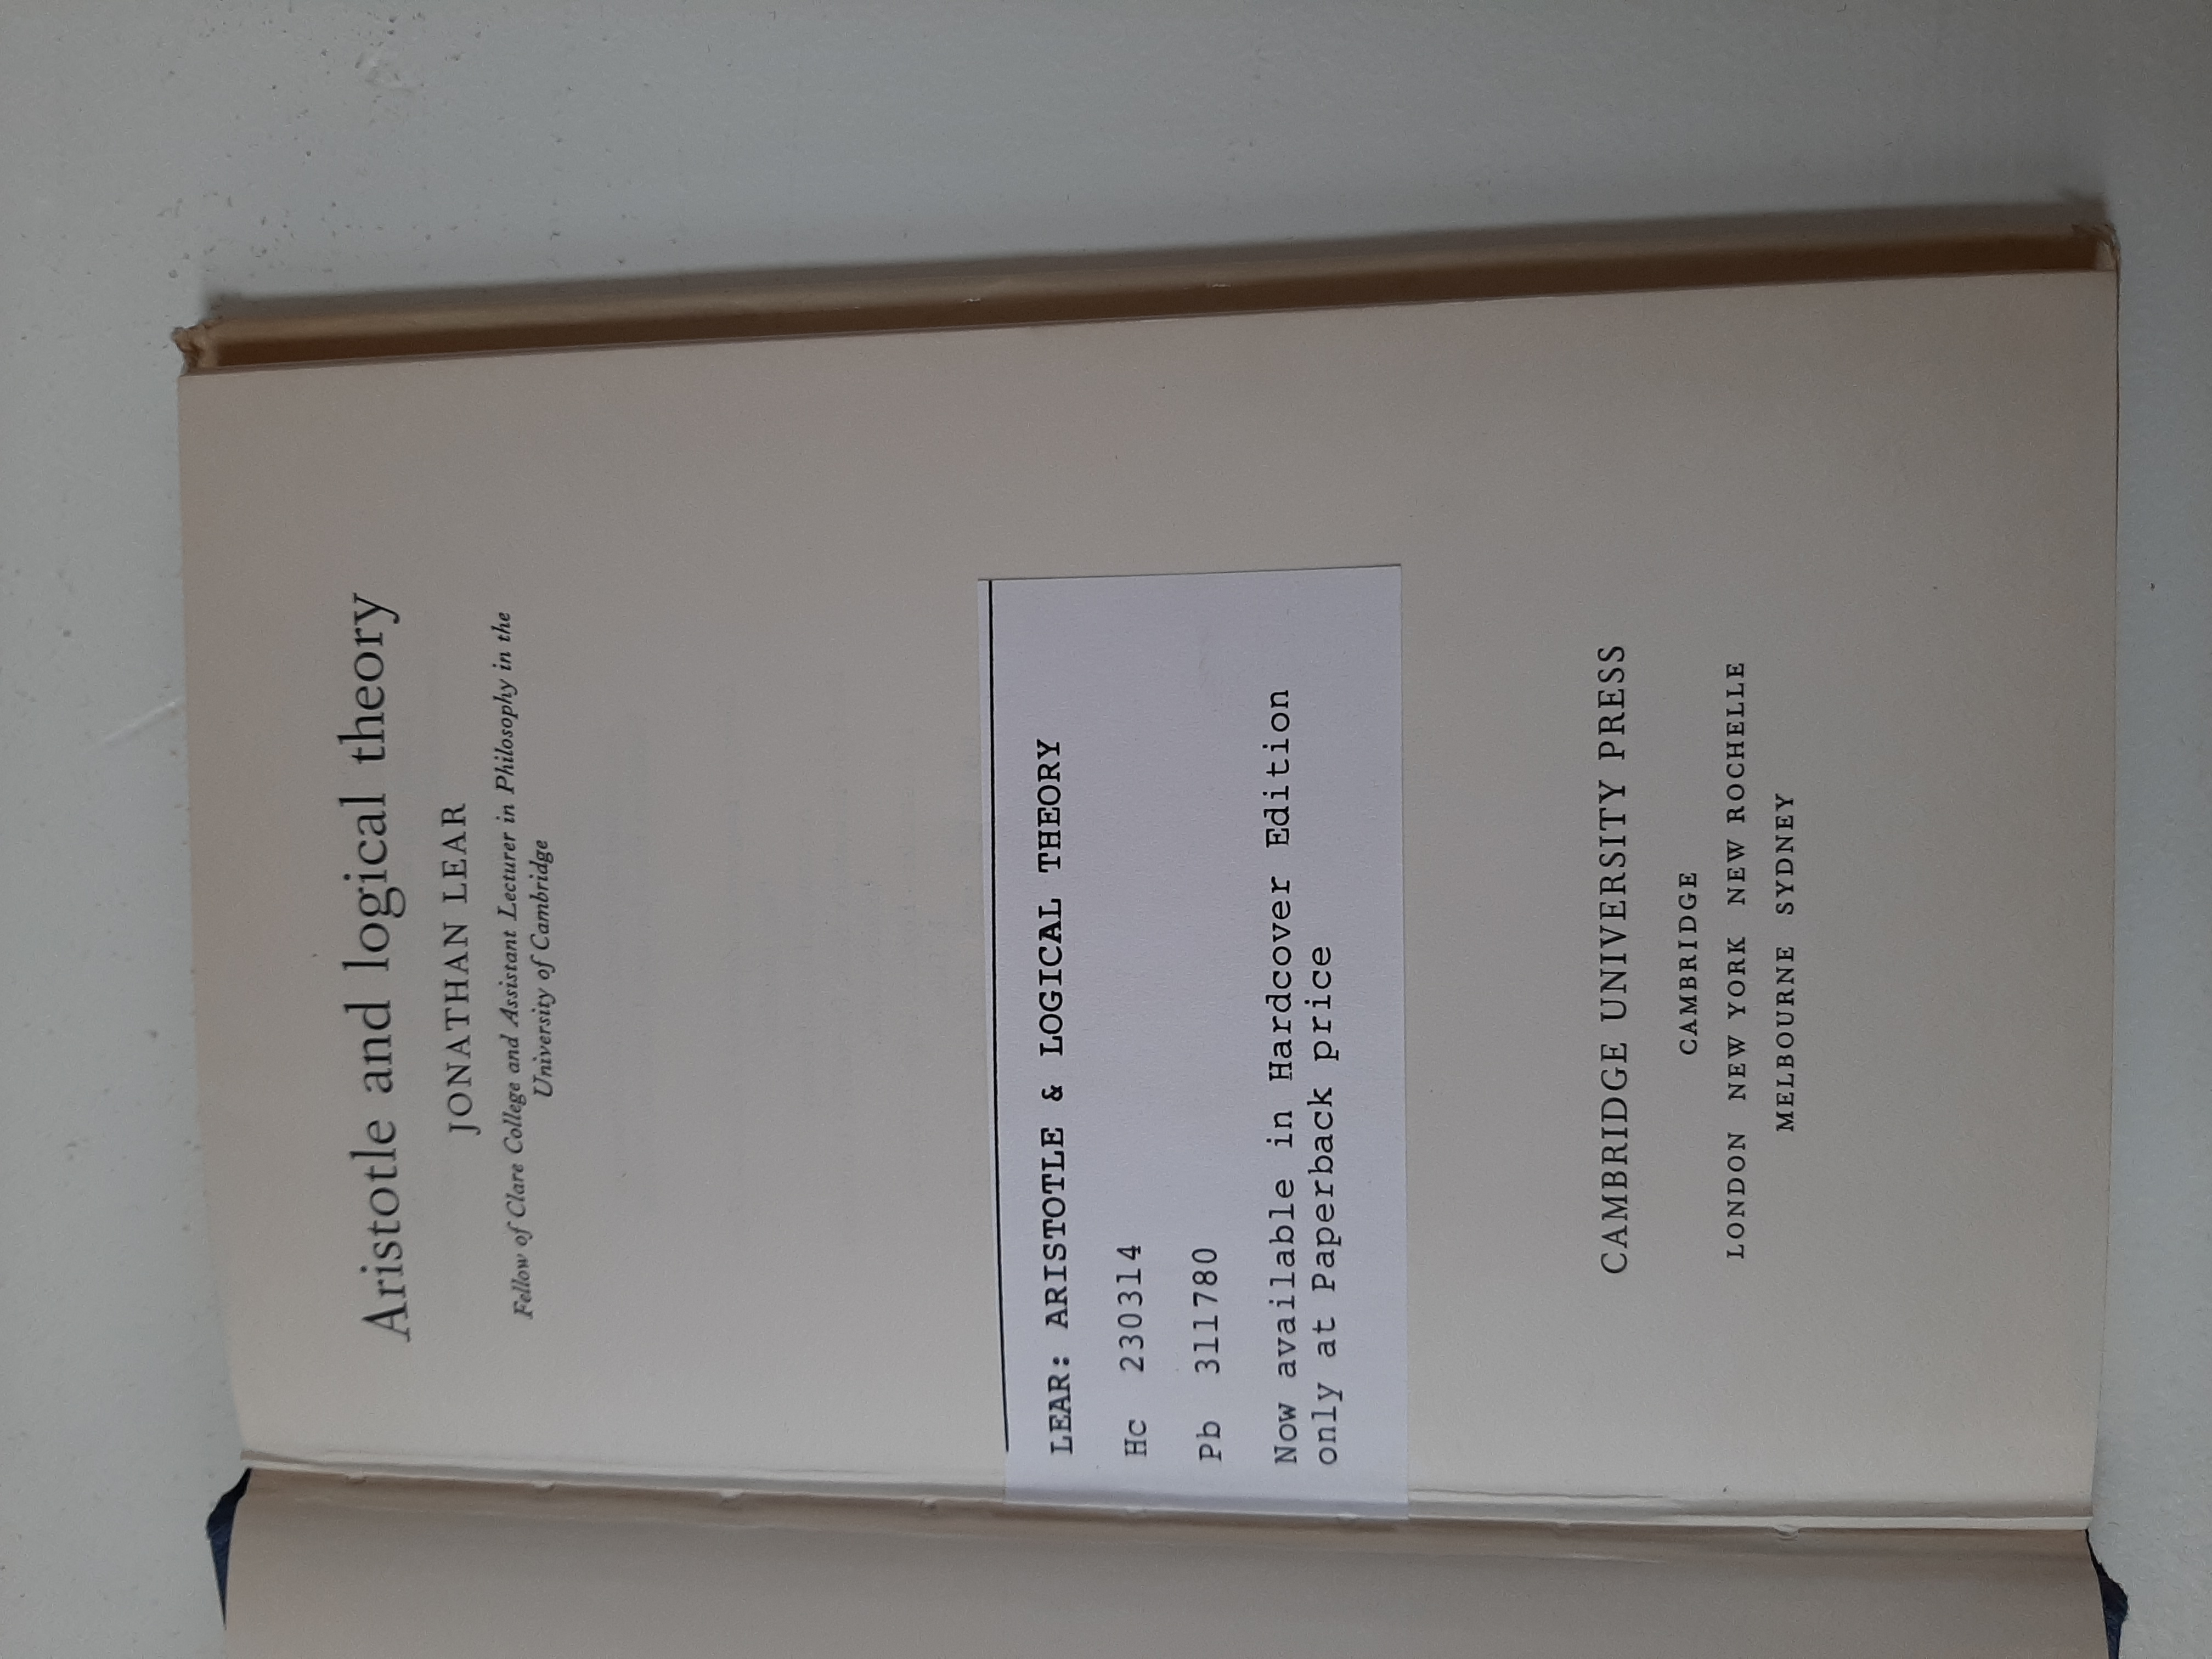 Aristotle and logical theory
JONATHAN LEAR
Fellow of Clare College and Assistant Lecturer in Philosophy in the
University of Cambridge
LEAR: ARISTOTLE & LOGICAL THEORY
Hc 230314
Pb 311780
Now available in Hardcover Edition
only at Paperback price
CAMBRIDGE UNIVERSITY PRESS
CAMBRIDGE
LONDON NEW YORK NEW ROCHELLE
MELBOURNE SYDNEY